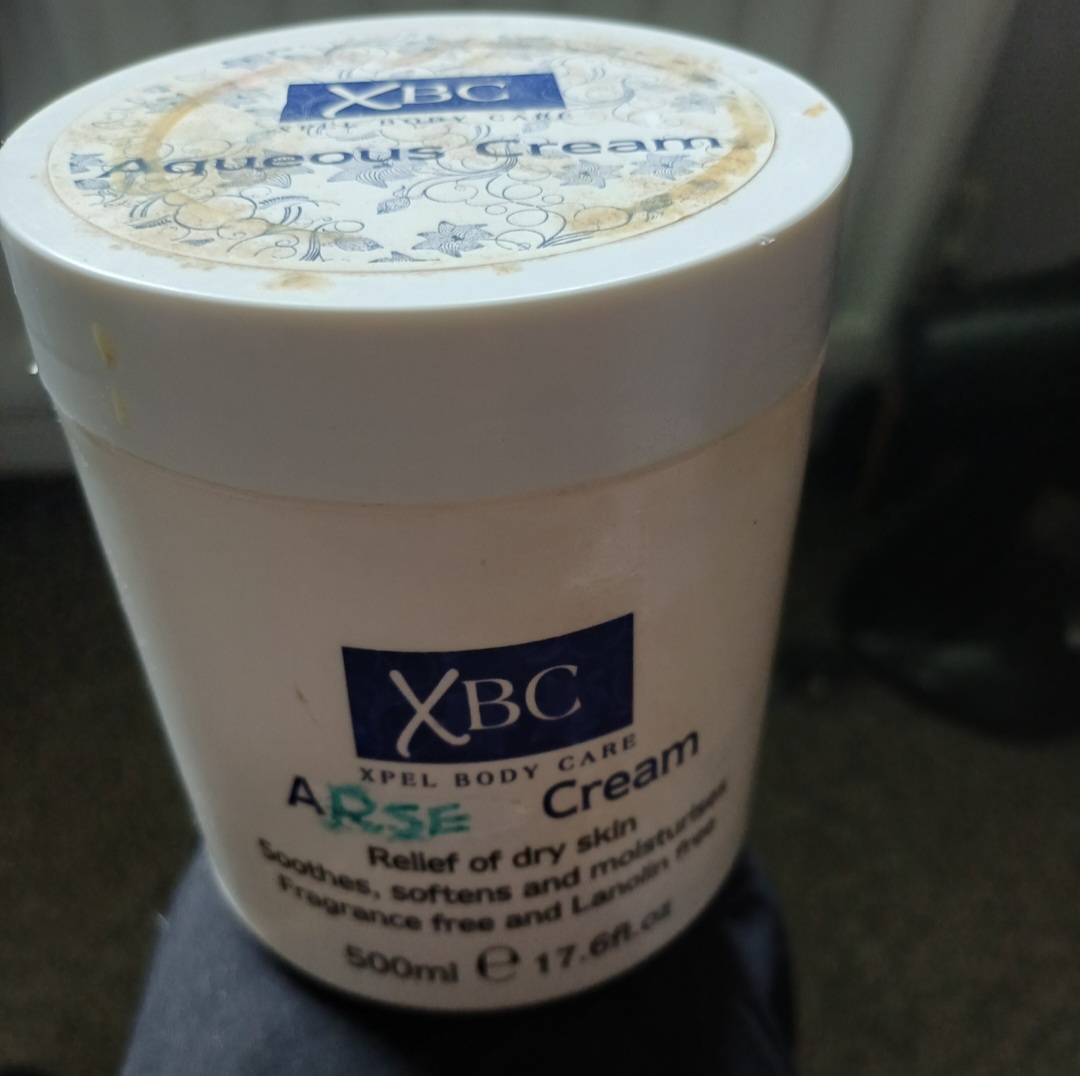 XBC
XPEL BODY CARE
Aqueous Cream
XBC
XPEL BODY CARE
ARSE Cream
Relief of dry skin
Soothes, softens and moisturises
Fragrance free and Lanolin free
500ml e 17.6fl.oz